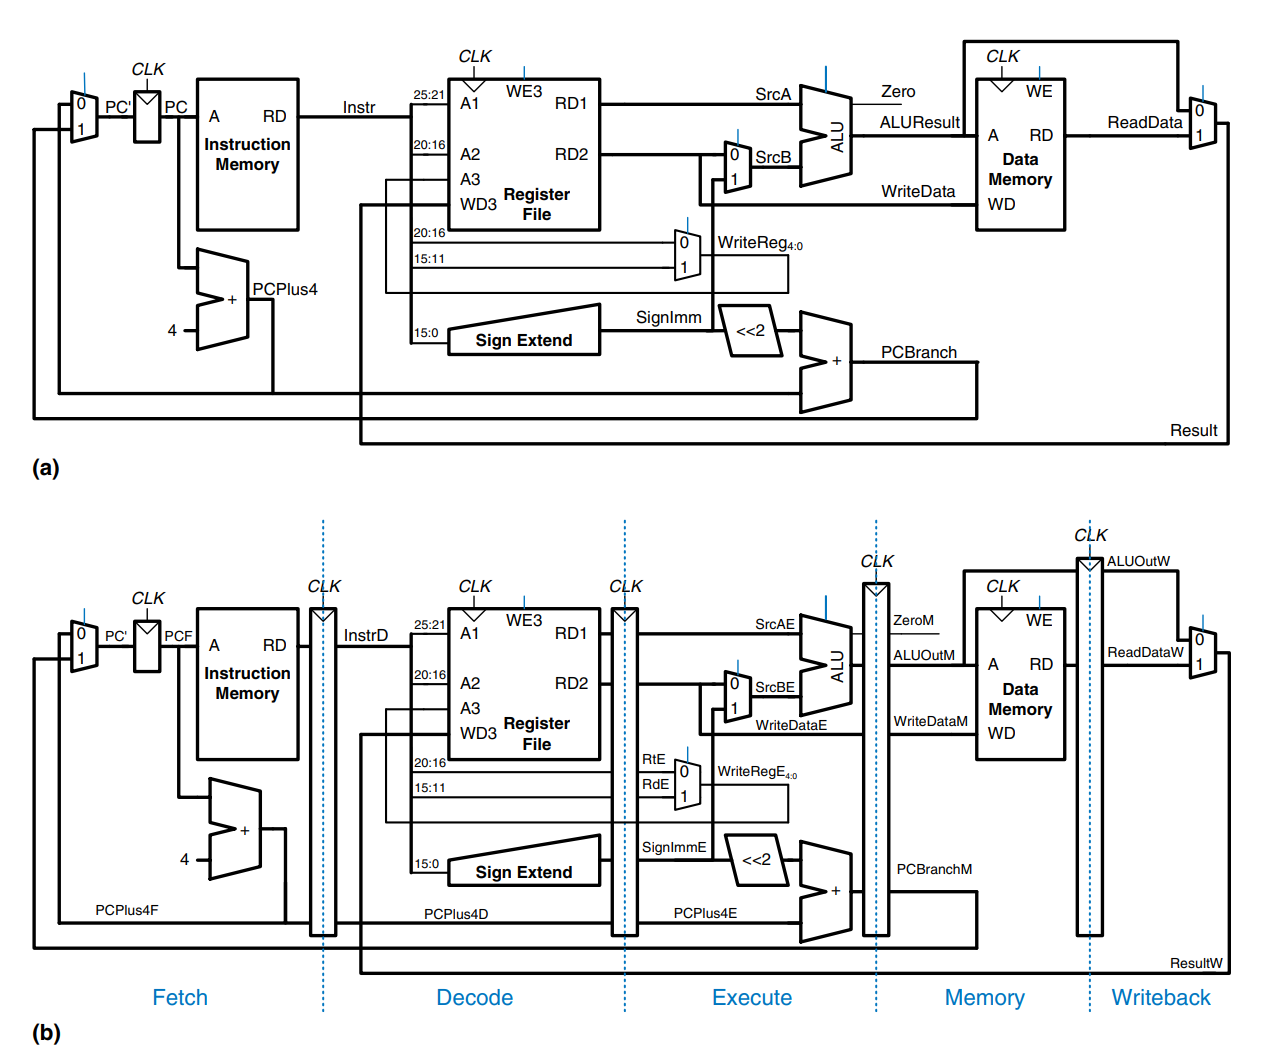 CLK CLK CLK
0 PC' PC A RD Instr 25:21 A1 WE3 RD1 SrcA Zero WE
1 Instruction Memory 20:16 A2 RD2 0 SrcB ALU ALUResult A RD ReadData 0
A3 1 Data Memory 1
WD3 Register File WriteData WD
20:16 0 WriteReg4:0
15:11 1
PCPlus4
+
4 15:0 Sign Extend SignImm <<2
+ PCBranch
Result
(a)
CLK
CLK ALUOutW
CLK CLK CLK CLK CLK
0 PC' PCF A RD InstrD 25:21 A1 WE3 RD1 SrcAE ZeroM WE
1 Instruction Memory 20:16 A2 RD2 0 SrcBE ALU ALUOutM A RD ReadDataW 0
A3 1 Data Memory 1
WD3 Register File WriteDataE WriteDataM WD
20:16 RtE 0 WriteRegE4:0
15:11 RdE 1
+
4 15:0 Sign Extend SignImmE <<2
+ PCBranchM
PCPlus4F PCPlus4D PCPlus4E
ResultW
Fetch Decode Execute Memory Writeback
(b)